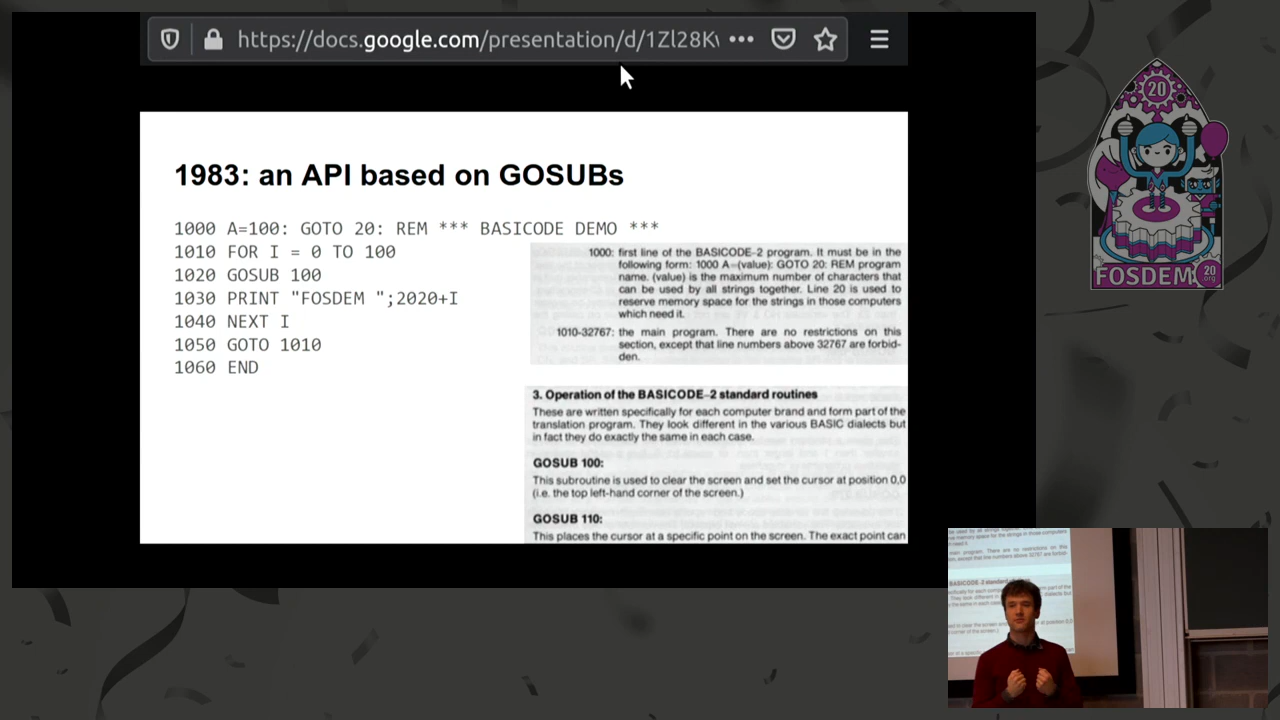 https://docs.google.com/presentation/d/1Zl28K
1983: an API based on GOSUBs
1000 A=100: GOTO 20: REM *** BASICODE DEMO ***
1010 FOR I = 0 TO 100
1020 GOSUB 100
1030 PRINT "FOSDEM ";2020+I
1040 NEXT I
1050 GOTO 1010
1060 END
1000: first line of the BASICODE-2 program. It must be in the
following form: 1000 A=(value): GOTO 20: REM program
name. (value) is the maximum number of characters that
can be used by all strings together. Line 20 is used to
reserve memory space for the strings in those computers
which need it.
1010-32767: the main program. There are no restrictions on this
section, except that line numbers above 32767 are forbid-
den.
3. Operation of the BASICODE-2 standard routines
These are written specifically for each computer brand and form part of the
translation program. They look different in the various BASIC dialects but
in fact they do exactly the same in each case.
GOSUB 100:
This subroutine is used to clear the screen and set the cursor at position 0,0
(i.e. the top left-hand corner of the screen.)
GOSUB 110:
This places the cursor at a specific point on the screen. The exact point can
20
FOSDEM 20
.org